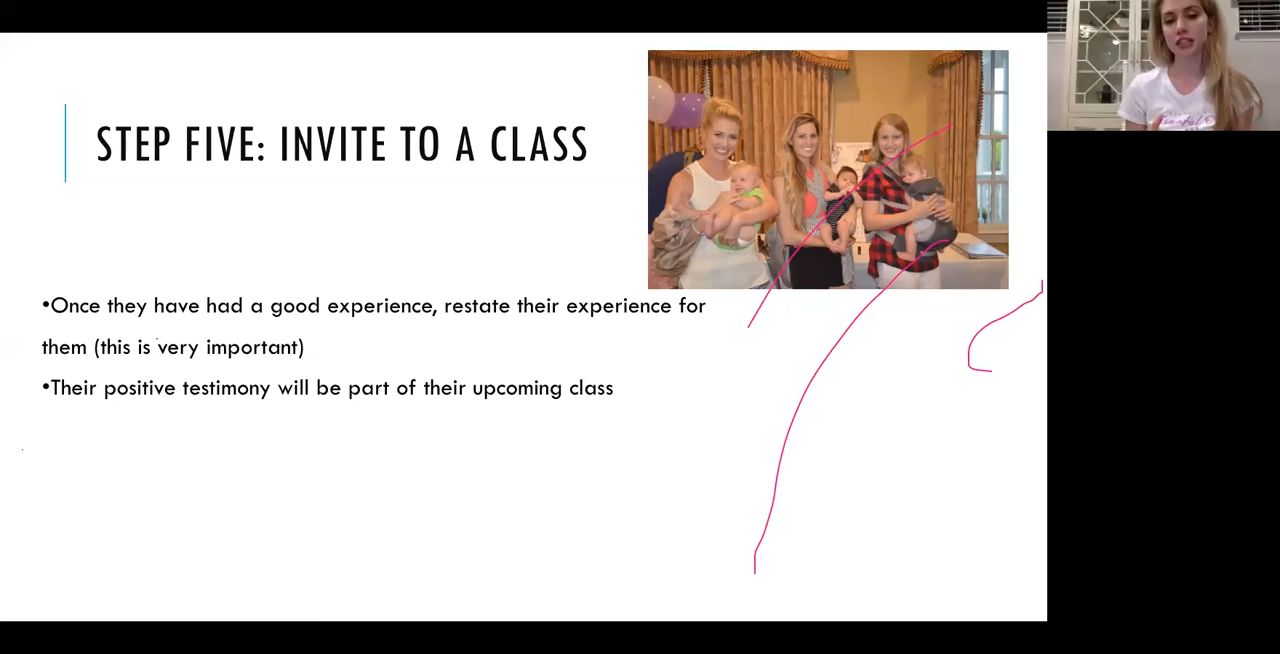 STEP FIVE: INVITE TO A CLASS
•Once they have had a good experience, restate their experience for
them (this is very important)
•Their positive testimony will be part of their upcoming class